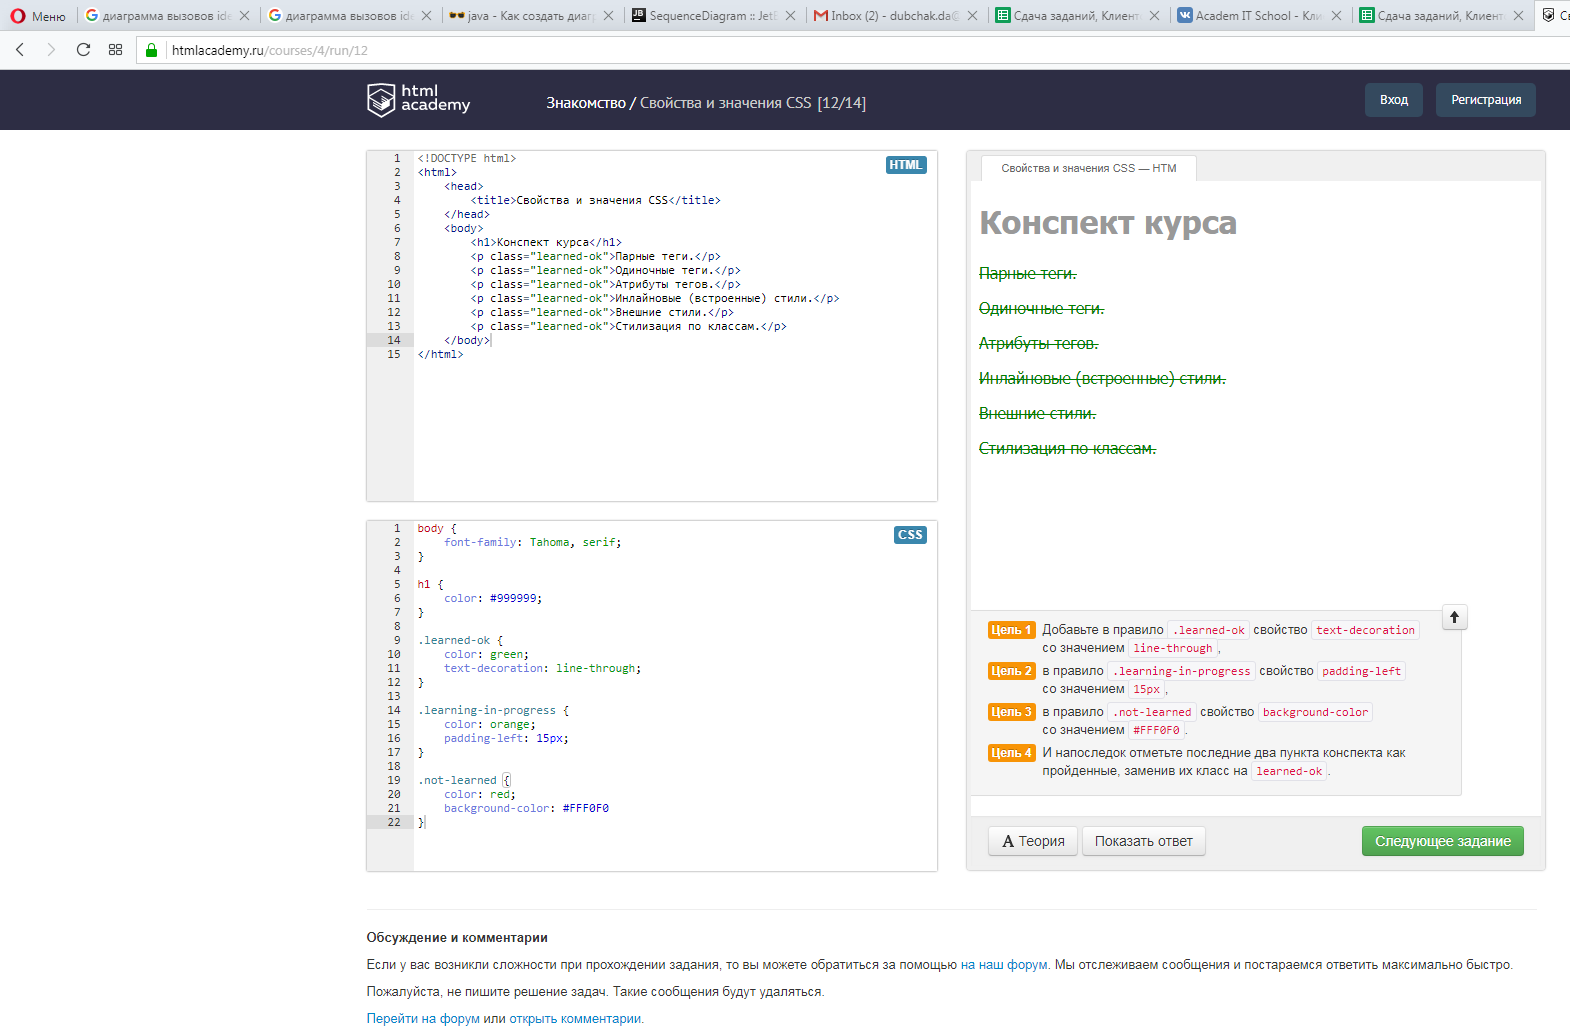 Меню
диаграмма вызовов ide
диаграмма вызовов ide
java - Как создать диагр
SequenceDiagram :: JetB
Inbox (2) - dubchak.da@
Сдача заданий, Клиент
Academ IT School - Кли
Сдача заданий, Клиент
htmlacademy.ru/courses/4/run/12
html
academy
Знакомство / Свойства и значения CSS [12/14]
Вход
Регистрация
HTML
1 <!DOCTYPE html>
2 <html>
3 <head>
4 <title>Свойства и значения CSS</title>
5 </head>
6 <body>
7 <h1>Конспект курса</h1>
8 <p class="learned-ok">Парные теги.</p>
9 <p class="learned-ok">Одиночные теги.</p>
10 <p class="learned-ok">Атрибуты тегов.</p>
11 <p class="learned-ok">Инлайновые (встроенные) стили.</p>
12 <p class="learned-ok">Внешние стили.</p>
13 <p class="learned-ok">Стилизация по классам.</p>
14 </body>
15 </html>
CSS
1 body {
2 font-family: Tahoma, serif;
3 }
4
5 h1 {
6 color: #999999;
7 }
8
9 .learned-ok {
10 color: green;
11 text-decoration: line-through;
12 }
13
14 .learning-in-progress {
15 color: orange;
16 padding-left: 15px;
17 }
18
19 .not-learned {
20 color: red;
21 background-color: #FFF0F0
22 }
Свойства и значения CSS — HTM
Конспект курса
Парные теги.
Одиночные теги.
Атрибуты тегов.
Инлайновые (встроенные) стили.
Внешние стили.
Стилизация по классам.
Цель 1 Добавьте в правило .learned-ok свойство text-decoration
со значением line-through,
Цель 2 в правило .learning-in-progress свойство padding-left
со значением 15px,
Цель 3 в правило .not-learned свойство background-color
со значением #FFF0F0.
Цель 4 И напоследок отметьте последние два пункта конспекта как
пройденные, заменив их класс на learned-ok.
Теория
Показать ответ
Следующее задание
Обсуждение и комментарии
Если у вас возникли сложности при прохождении задания, то вы можете обратиться за помощью на наш форум. Мы отслеживаем сообщения и постараемся ответить максимально быстро.
Пожалуйста, не пишите решение задач. Такие сообщения будут удаляться.
Перейти на форум или открыть комментарии.